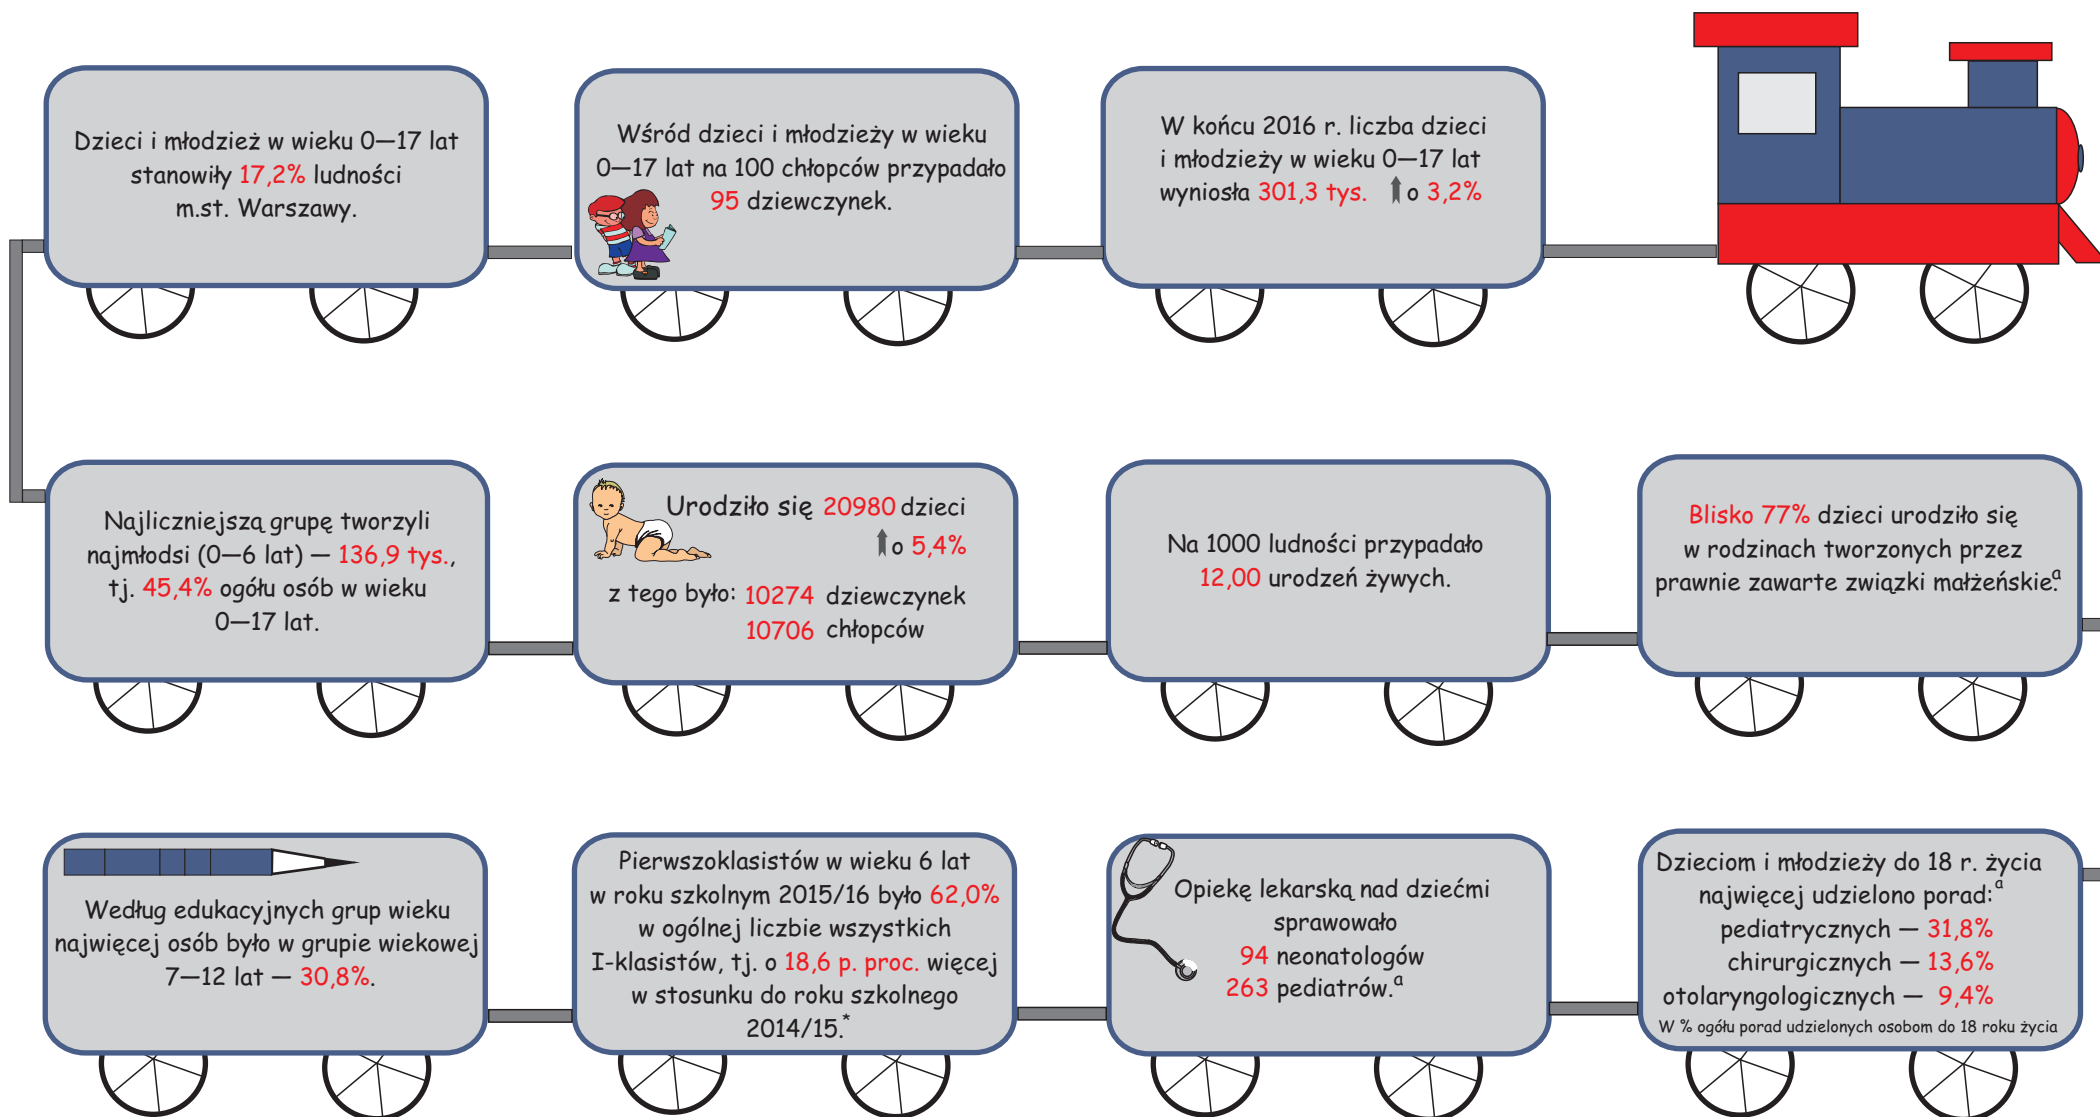 Dzieci i młodzież w wieku 0—17 lat
stanowiły 17,2% ludności
m.st. Warszawy.
Wśród dzieci i młodzieży w wieku
0—17 lat na 100 chłopców przypadało
95 dziewczynek.
W końcu 2016 r. liczba dzieci
i młodzieży w wieku 0—17 lat
wyniosła 301,3 tys. o 3,2%
Najliczniejszą grupę tworzyli
najmłodsi (0—6 lat) — 136,9 tys.,
tj. 45,4% ogółu osób w wieku
0—17 lat.
Urodziło się 20980 dzieci
o 5,4%
z tego było: 10274 dziewczynek
10706 chłopców
Na 1000 ludności przypadało
12,00 urodzeń żywych.
Blisko 77% dzieci urodziło się
w rodzinach tworzonych przez
prawnie zawarte związki małżeńskie.a
Według edukacyjnych grup wieku
najwięcej osób było w grupie wiekowej
7—12 lat — 30,8%.
Pierwszoklasistów w wieku 6 lat
w roku szkolnym 2015/16 było 62,0%
w ogólnej liczbie wszystkich
I-klasistów, tj. o 18,6 p. proc. więcej
w stosunku do roku szkolnego
2014/15.*
Opiekę lekarską nad dziećmi
sprawowało
94 neonatologów
263 pediatrów.a
Dzieciom i młodzieży do 18 r. życia
najwięcej udzielono porad:a
pediatrycznych — 31,8%
chirurgicznych — 13,6%
otolaryngologicznych — 9,4%
W % ogółu porad udzielonych osobom do 18 roku życia